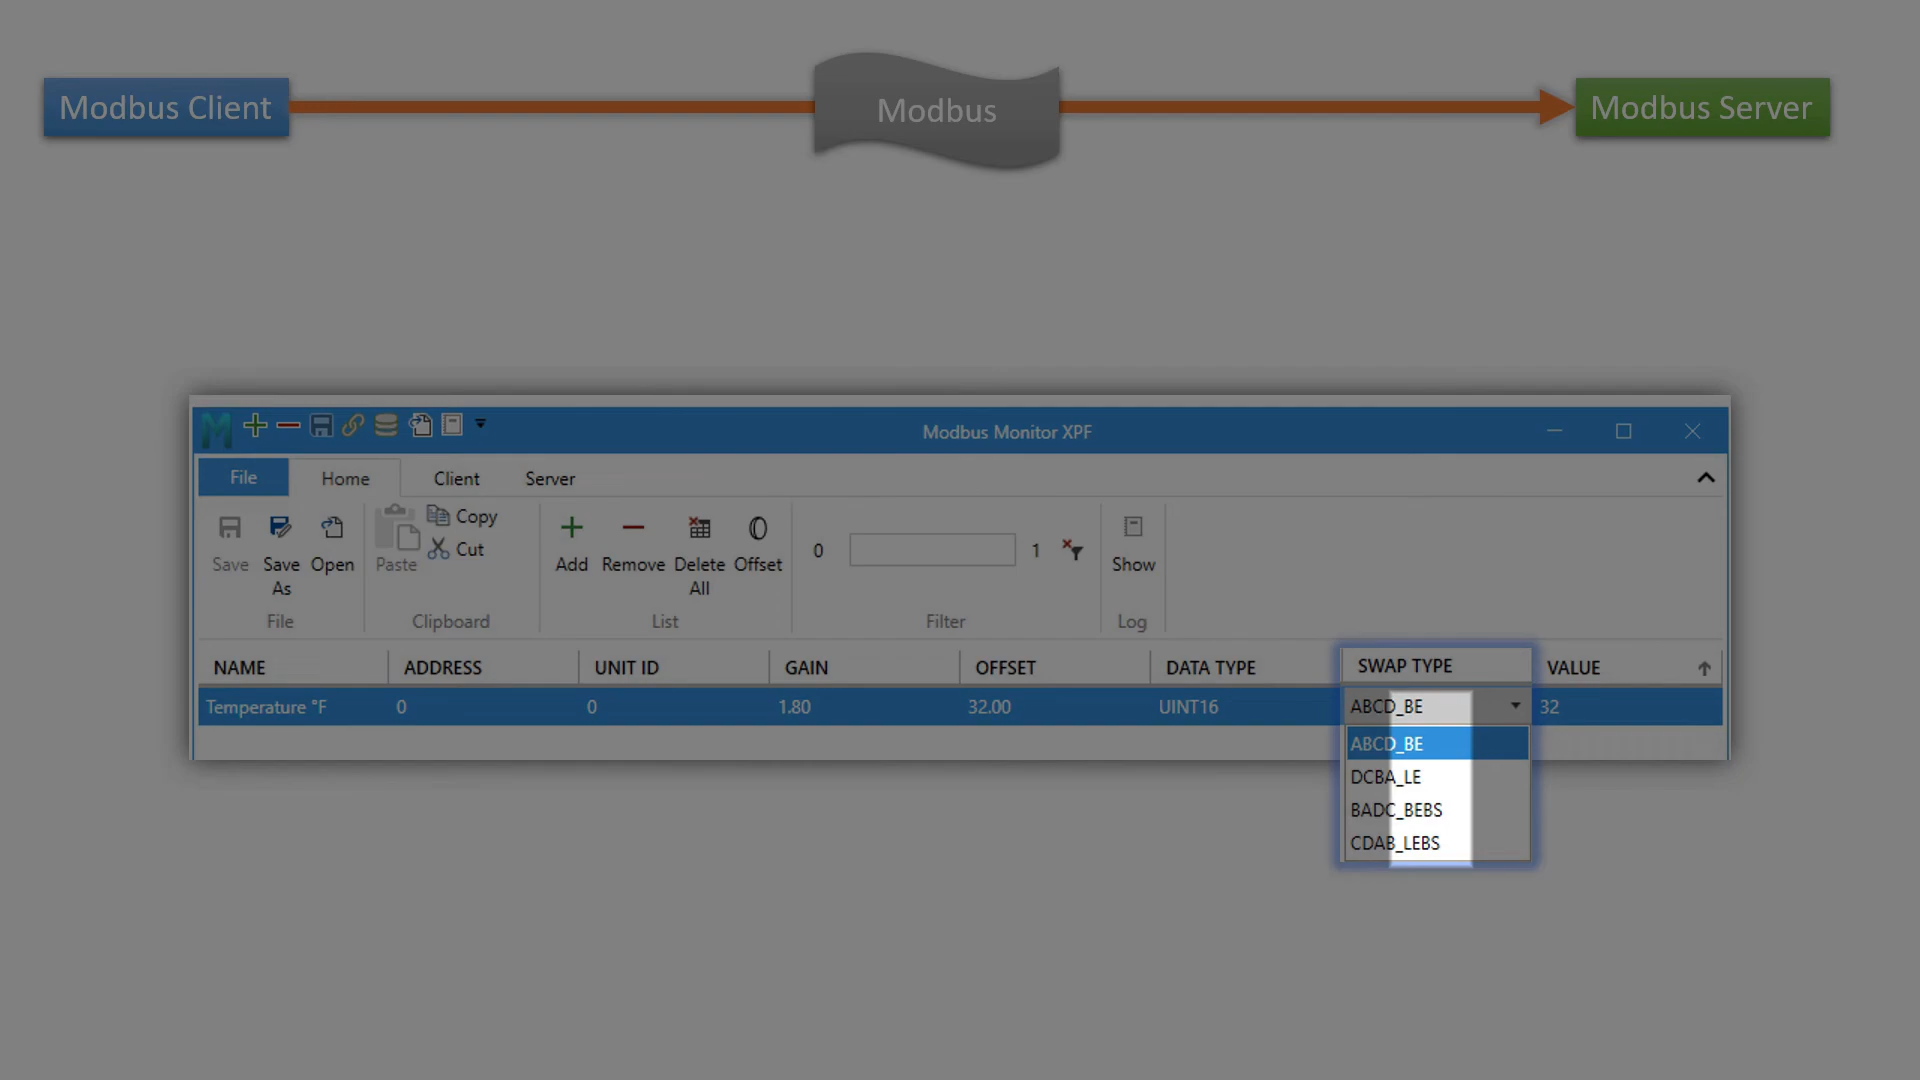 Modbus Client
Modbus
Modbus Server
M
Modbus Monitor XPF
File
Home
Client
Server
Save
Save As
Open
File
Paste
Copy
Cut
Clipboard
Add
Remove
Delete All
Offset
List
0
1
Filter
Show
Log
NAME ADDRESS UNIT ID GAIN OFFSET DATA TYPE SWAP TYPE VALUE
Temperature °F 0 0 1.80 32.00 UINT16 ABCD_BE 32
ABCD_BE
DCBA_LE
BADC_BEBS
CDAB_LEBS